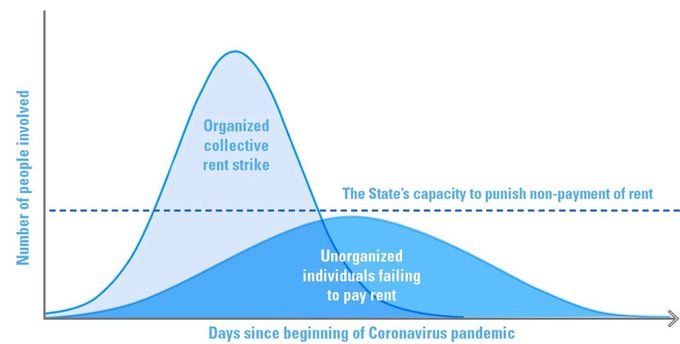 Number of people involved
Organized
collective
rent strike
The State's capacity to punish non-payment of rent
Unorganized
individuals failing
to pay rent
Days since beginning of Coronavirus pandemic